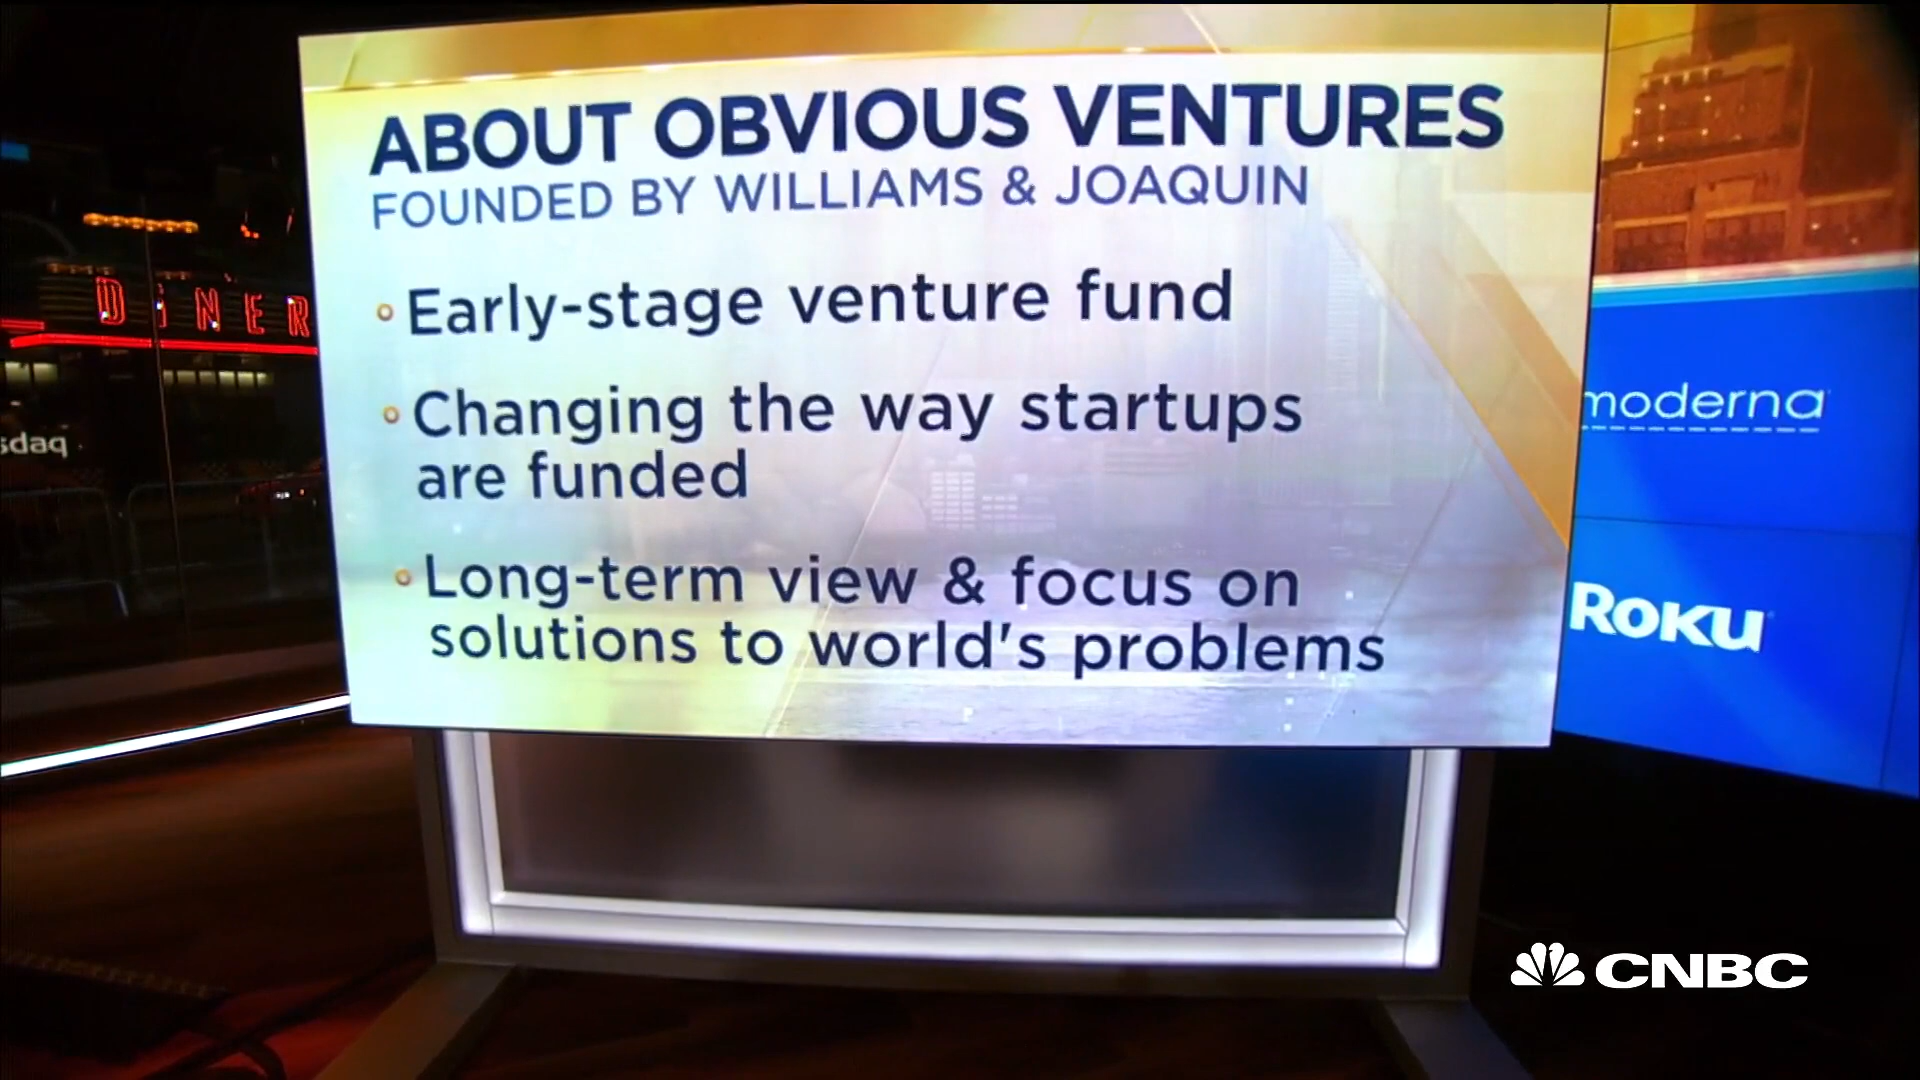 ABOUT OBVIOUS VENTURES
FOUNDED BY WILLIAMS & JOAQUIN
Early-stage venture fund
Changing the way startups
are funded
Long-term view & focus on
solutions to world's problems
DINER
sdaq
moderna
ROKU
CNBC